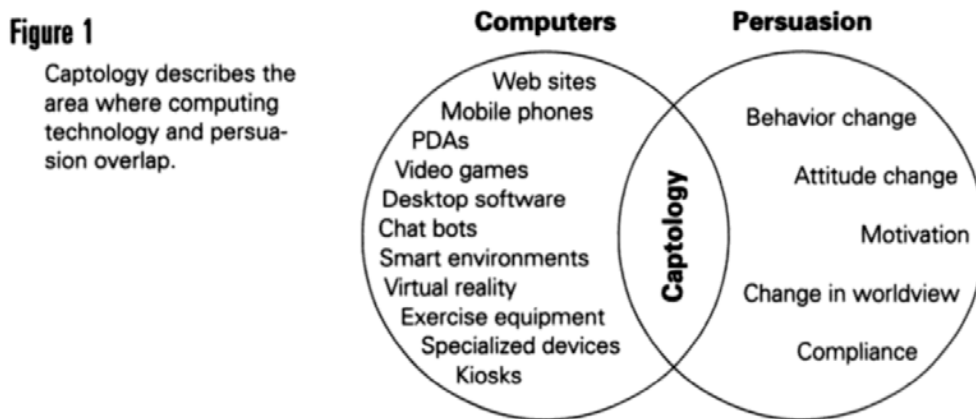 Figure 1
Captology describes the
area where computing
technology and persua-
sion overlap.
Computers
Persuasion
Web sites
Mobile phones
PDAs
Video games
Desktop software
Chat bots
Smart environments
Virtual reality
Exercise equipment
Specialized devices
Kiosks
Captology
Behavior change
Attitude change
Motivation
Change in worldview
Compliance